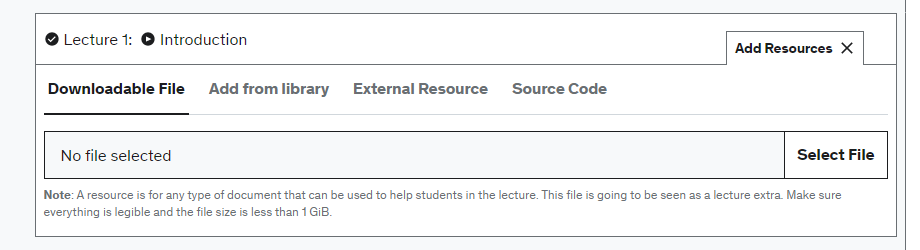 Lecture 1: Introduction
Add Resources
Downloadable File Add from library External Resource Source Code
No file selected Select File
Note: A resource is for any type of document that can be used to help students in the lecture. This file is going to be seen as a lecture extra. Make sure
everything is legible and the file size is less than 1 GiB.